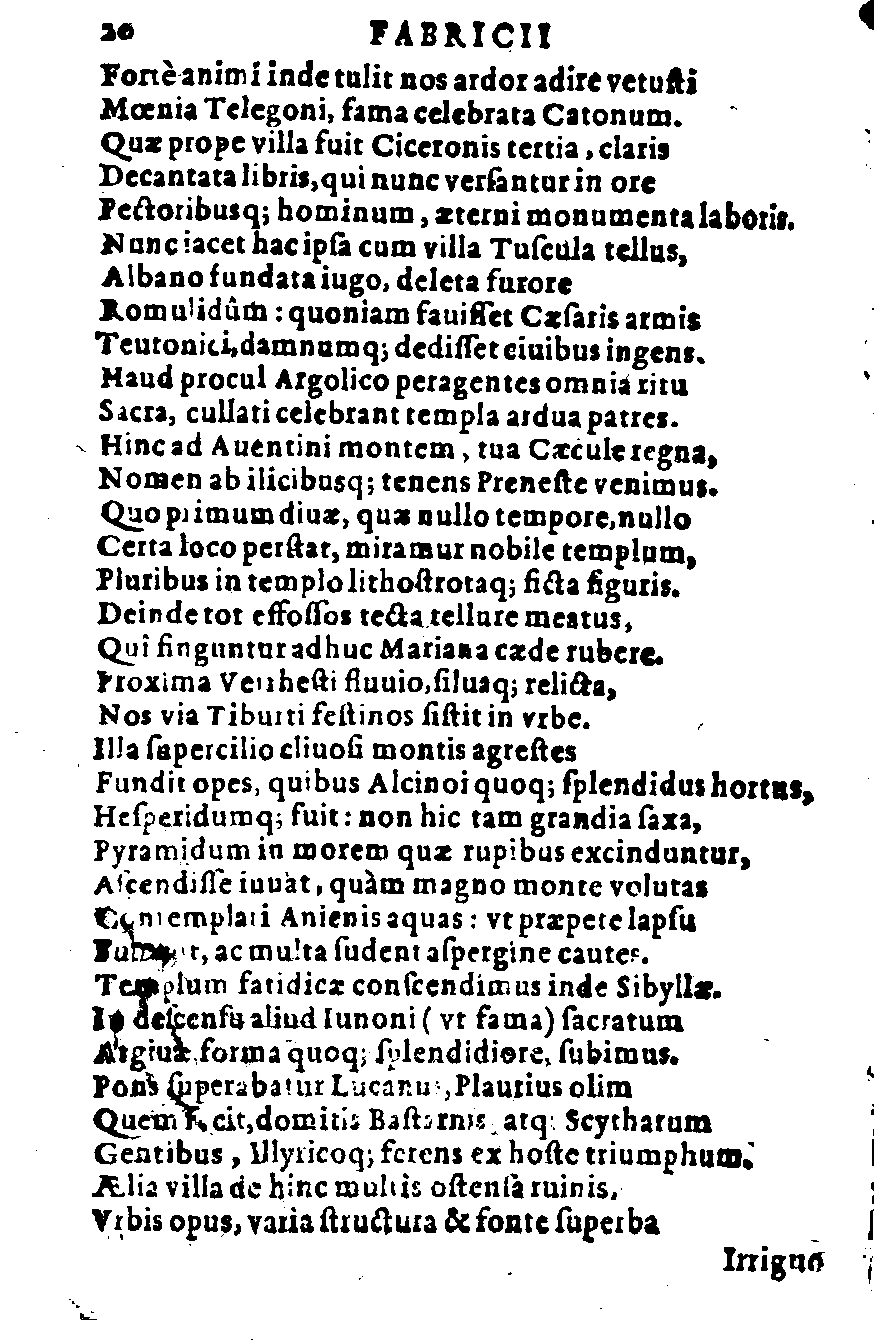 20 FABRICII
Fortè animi inde tulit nos ardor adire vetuſti
Mœnia Telegoni, fama celebrata Catonum.
Quæ prope villa fuit Ciceronis tertia, claris
Decantata libris, qui nunc verſantur in ore
Pectoribusq; hominum, æterni monumenta laboris.
Nunc iacet hac ipſa cum villa Tuſcula tellus,
Albano fundata iugo, deleta furore
Romulidûm : quoniam fauiſſet Cæſaris armis
Teutonici, damnumq; dediſſet ciuibus ingens.
Haud procul Argolico peragentes omnia ritu
Sacra, cullati celebrant templa ardua patres.
Hinc ad Auentini montem, tua Cæcule regna,
Nomen ab ilicibusq; tenens Preneſte venimus.
Quo primum diuæ, quæ nullo tempore, nullo
Certa loco perſtat, miramur nobile templum,
Pluribus in templo lithoſtrotaq; ficta figuris.
Deinde tot effoſſos tecta tellure meatus,
Qui finguntur adhuc Mariana cæde rubere.
Proxima Verheſti fluuio, ſiluaq; relicta,
Nos via Tiburti feſtinos ſiſtit in vrbe.
Illa ſupercilio cliuoſi montis agreſtes
Fundit opes, quibus Alcinoi quoq; ſplendidus hortus,
Heſperidumq; fuit : non hic tam grandia ſaxa,
Pyramidum in morem quæ rupibus excinduntur,
Aſcendiſſe iuuat, quàm magno monte volutas
Contemplari Anienis aquas : vt præpete lapſu
ac multa ſudent aſpergine cautes.
Templum fatidicæ conſcendimus inde Sibyllæ.
In deſcenſu aliud Iunoni ( vt fama) ſacratum
Argiuæ, forma quoq; ſplendidiore, ſubimus.
Pons ſuperabatur Lucanus, Plautius olim
Quem fecit, domitis Baſtarnis, atq; Scytharum
Gentibus, Illyricoq; ferens ex hoſte triumphum.
Ælia villa de hinc multis oſtenſa ruinis,
Vrbis opus, varia ſtructura & fonte ſuperba
Irriguo